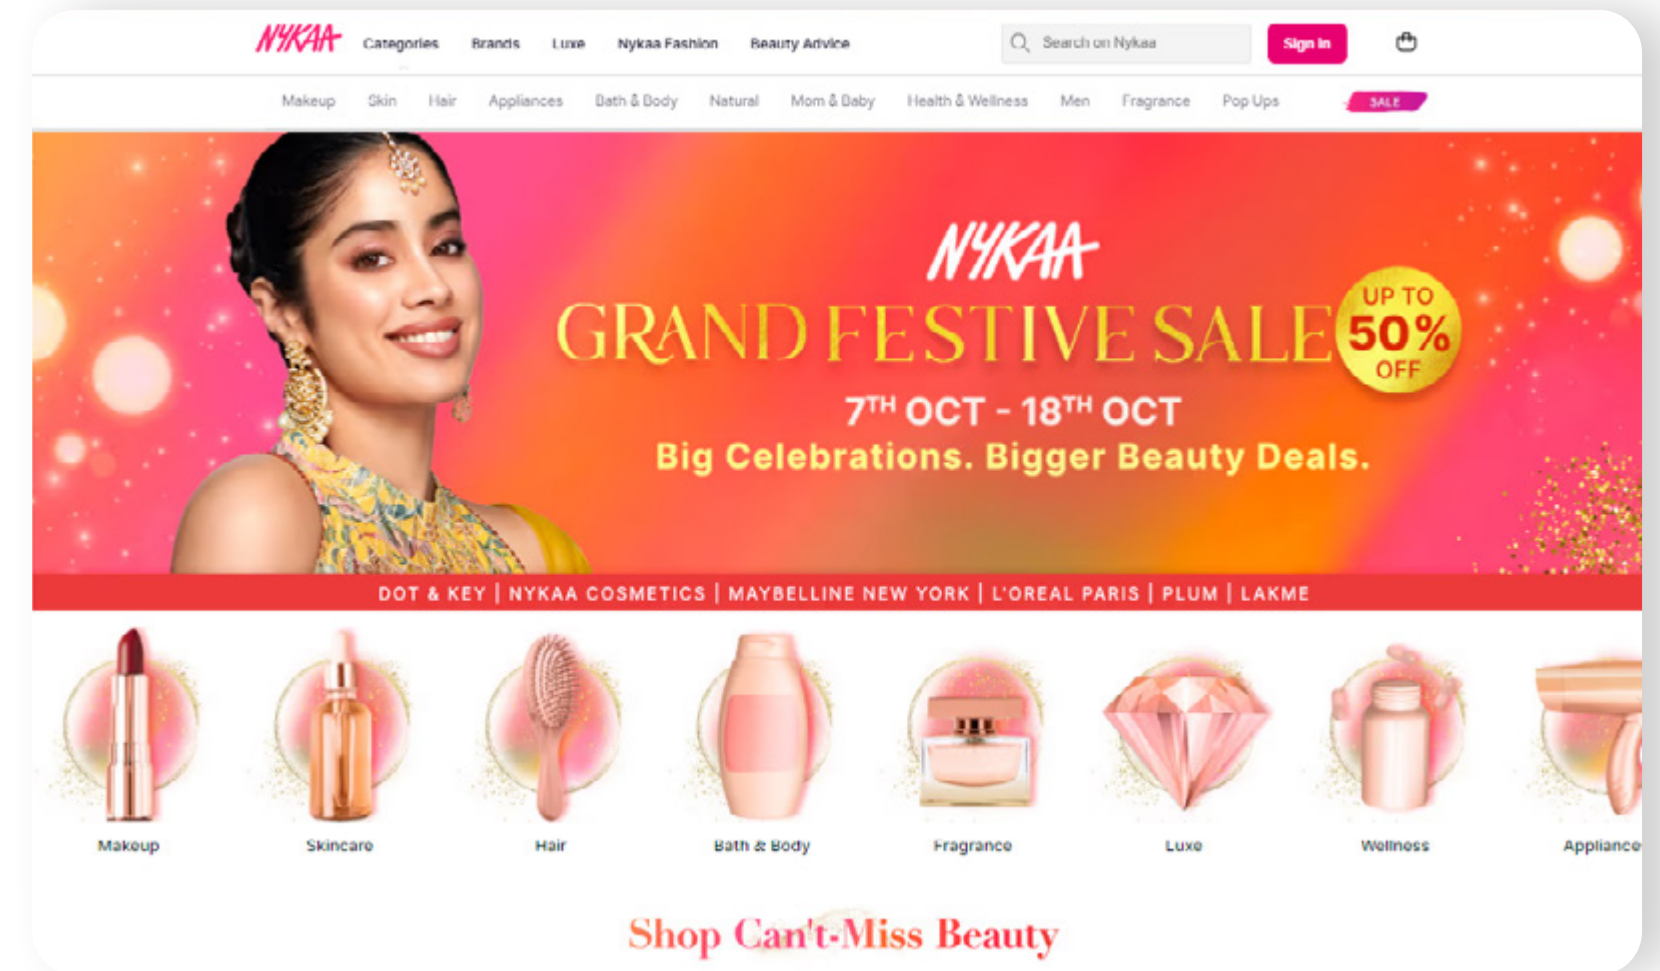 NYKAA Categories Brands Luxe Nykaa Fashion Beauty Advice Search on Nykaa Sign in
Makeup Skin Hair Appliances Bath & Body Natural Mom & Baby Health & Wellness Men Fragrance Pop Ups SALE
NYKAA
GRAND FESTIVE SALE
UP TO
50%
OFF
7TH OCT - 18TH OCT
Big Celebrations. Bigger Beauty Deals.
DOT & KEY | NYKAA COSMETICS | MAYBELLINE NEW YORK | L'OREAL PARIS | PLUM | LAKME
Makeup Skincare Hair Bath & Body Fragrance Luxe Wellness Appliance
Shop Can't-Miss Beauty